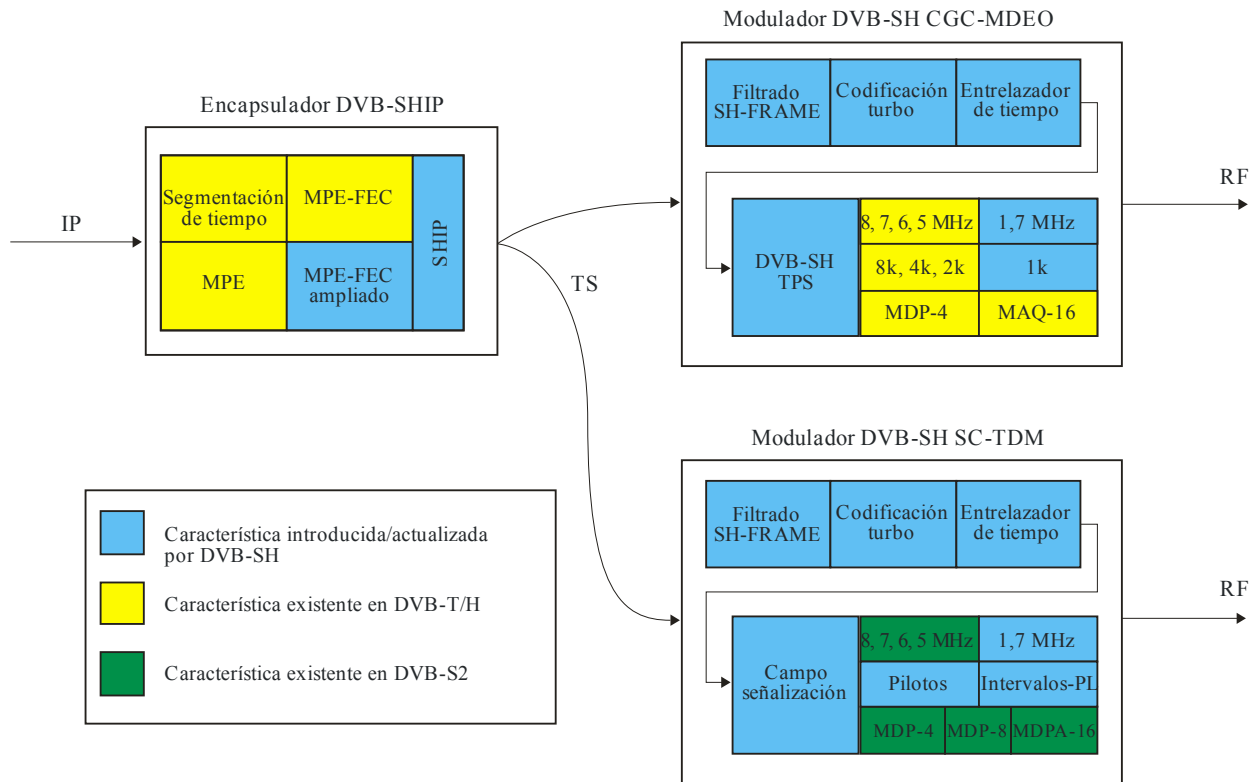 Modulador DVB-SH CGC-MDEO
Filtrado
SH-FRAME
Codificación
turbo
Entrelazador
de tiempo
Encapsulador DVB-SHIP
Segmentación
de tiempo
MPE-FEC
MPE
MPE-FEC
ampliado
SHIP
IP
TS
RF
DVB-SH
TPS
8, 7, 6, 5 MHz
1,7 MHz
8k, 4k, 2k
1k
MDP-4
MAQ-16
Modulador DVB-SH SC-TDM
Filtrado
SH-FRAME
Codificación
turbo
Entrelazador
de tiempo
RF
Campo
señalización
8, 7, 6, 5 MHz
1,7 MHz
Pilotos
Intervalos-PL
MDP-4
MDP-8
MDPA-16
Característica introducida/actualizada
por DVB-SH
Característica existente en DVB-T/H
Característica existente en DVB-S2